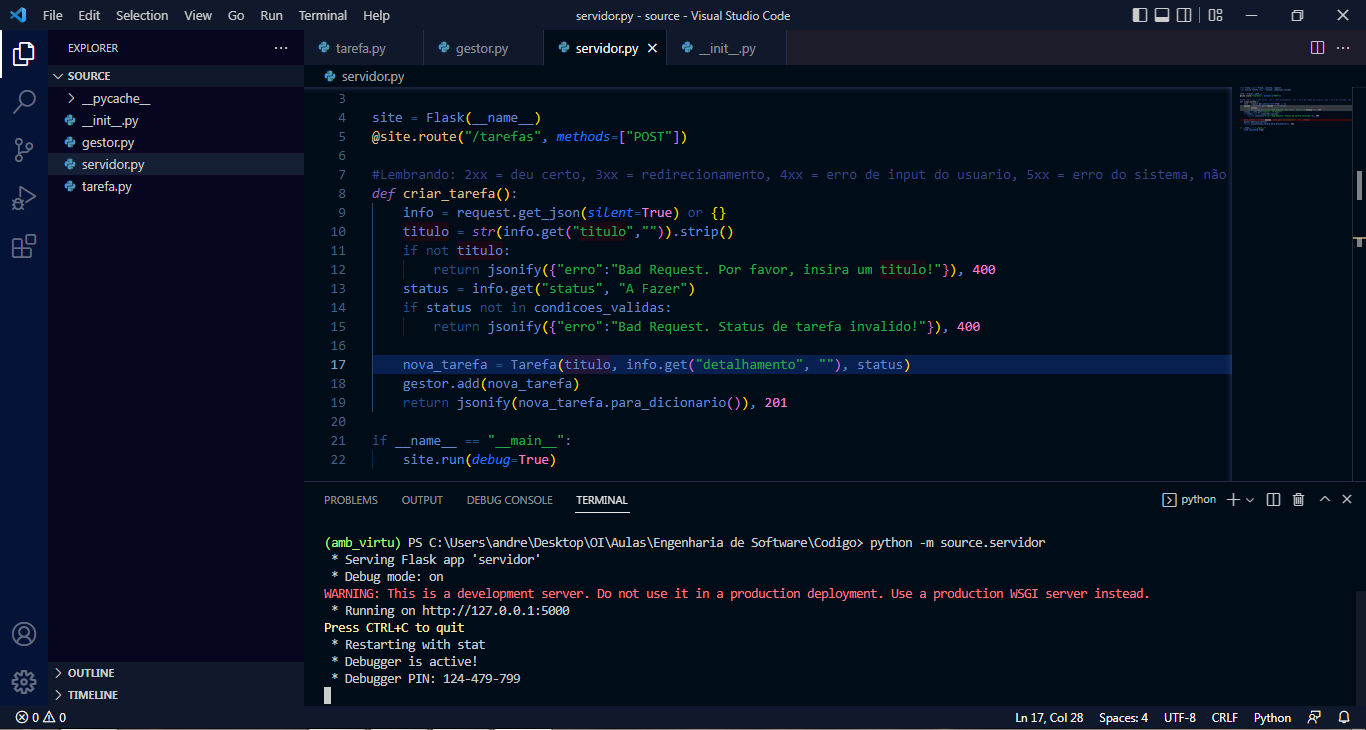 File Edit Selection View Go Run Terminal Help
servidor.py - source - Visual Studio Code
EXPLORER
SOURCE
__pycache__
__init__.py
gestor.py
servidor.py
tarefa.py
OUTLINE
TIMELINE
tarefa.py gestor.py servidor.py __init__.py
servidor.py
3
4 site = Flask(__name__)
5 @site.route("/tarefas", methods=["POST"])
6
7 #Lembrando: 2xx = deu certo, 3xx = redirecionamento, 4xx = erro de input do usuario, 5xx = erro do sistema, não
8 def criar_tarefa():
9 info = request.get_json(silent=True) or {}
10 titulo = str(info.get("titulo","")).strip()
11 if not titulo:
12 return jsonify({"erro":"Bad Request. Por favor, insira um titulo!"}), 400
13 status = info.get("status", "A Fazer")
14 if status not in condicoes_validas:
15 return jsonify({"erro":"Bad Request. Status de tarefa invalido!"}), 400
16
17 nova_tarefa = Tarefa(titulo, info.get("detalhamento", ""), status)
18 gestor.add(nova_tarefa)
19 return jsonify(nova_tarefa.para_dicionario()), 201
20
21 if __name__ == "__main__":
22 site.run(debug=True)
PROBLEMS OUTPUT DEBUG CONSOLE TERMINAL
python
(amb_virtu) PS C:\Users\andre\Desktop\OI\Aulas\Engenharia de Software\Codigo> python -m source.servidor
* Serving Flask app 'servidor'
* Debug mode: on
WARNING: This is a development server. Do not use it in a production deployment. Use a production WSGI server instead.
* Running on http://127.0.0.1:5000
Press CTRL+C to quit
* Restarting with stat
* Debugger is active!
* Debugger PIN: 124-479-799
0 0
Ln 17, Col 28 Spaces: 4 UTF-8 CRLF Python